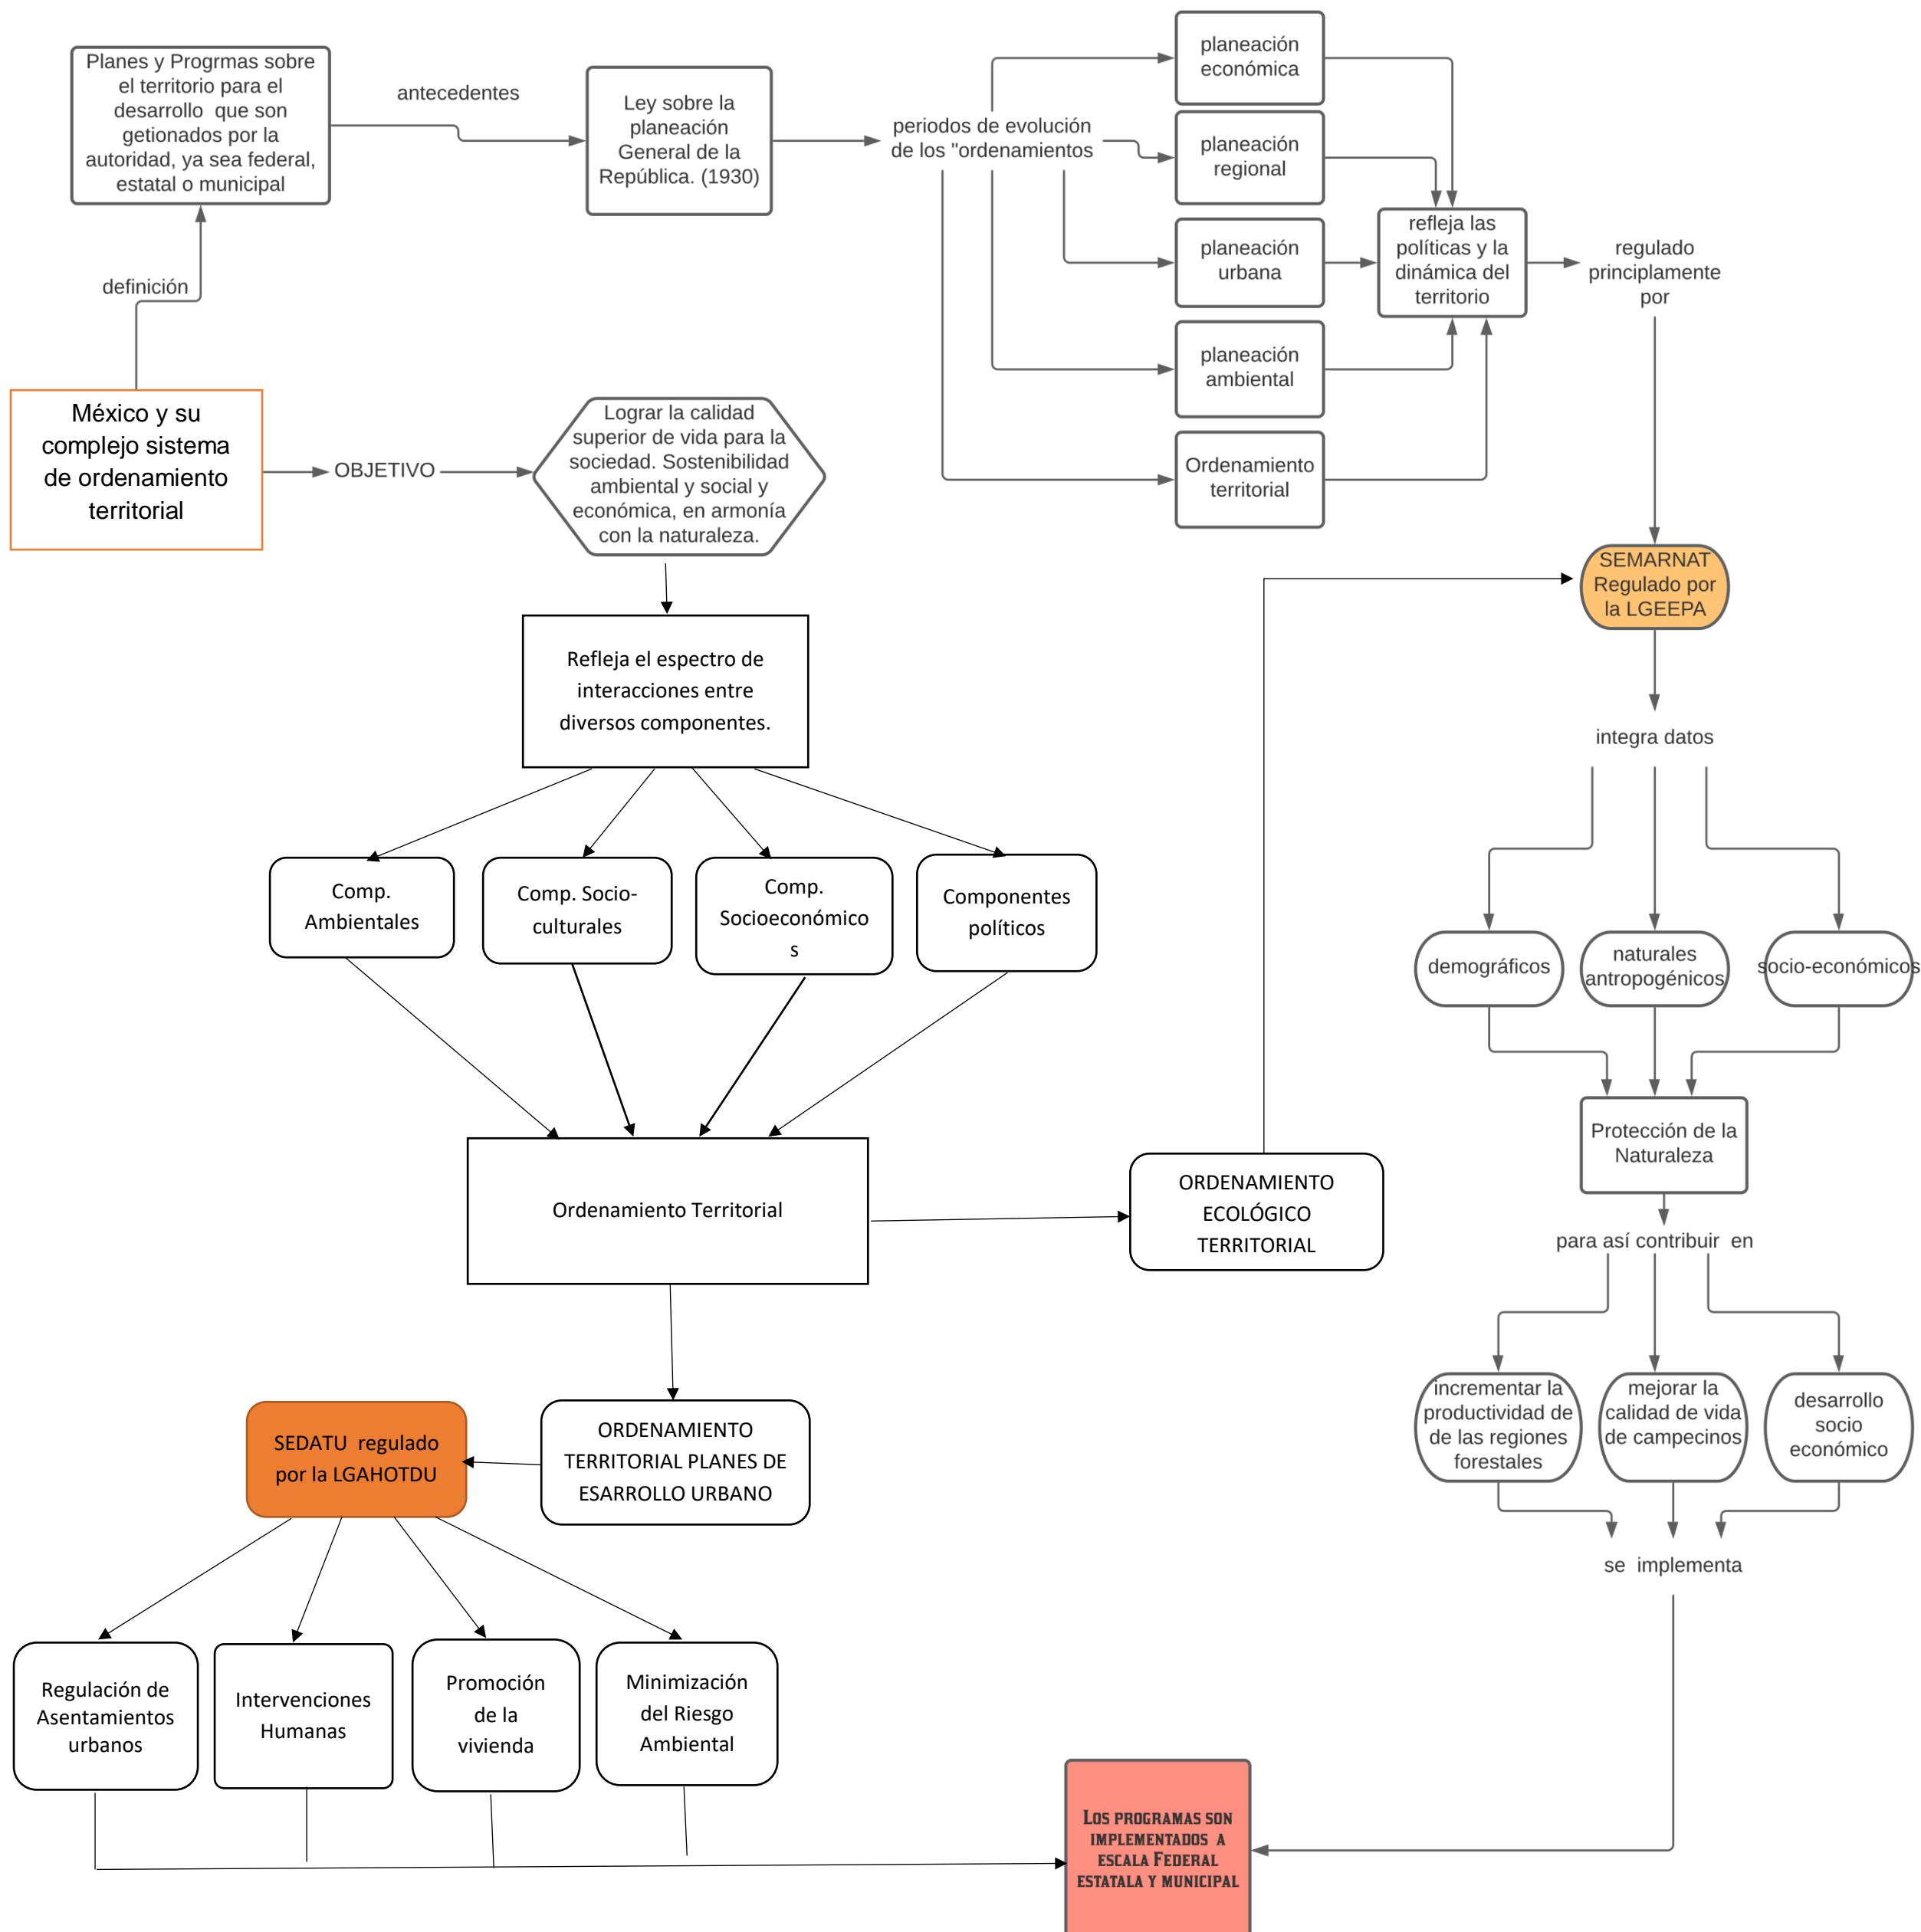 Planes y Progrmas sobre
el territorio para el
desarrollo que son
getionados por la
autoridad, ya sea federal,
estatal o municipal
antecedentes
Ley sobre la
planeación
General de la
República. (1930)
periodos de evolución
de los "ordenamientos
planeación
económica
planeación
regional
planeación
urbana
planeación
ambiental
Ordenamiento
territorial
refleja las
políticas y la
dinámica del
territorio
regulado
principlamente
por
definición
México y su
complejo sistema
de ordenamiento
territorial
OBJETIVO
Lograr la calidad
superior de vida para la
sociedad. Sostenibilidad
ambiental y social y
económica, en armonía
con la naturaleza.
SEMARNAT
Regulado por
la LGEEPA
Refleja el espectro de
interacciones entre
diversos componentes.
integra datos
Comp.
Ambientales
Comp. Socio-
culturales
Comp.
Socioeconómico
s
Componentes
políticos
demográficos
naturales
antropogénicos
socio-económicos
Protección de la
Naturaleza
Ordenamiento Territorial
ORDENAMIENTO
ECOLÓGICO
TERRITORIAL
para así contribuir en
incrementar la
productividad de
de las regiones
forestales
mejorar la
calidad de vida
de campecinos
desarrollo
socio
económico
SEDATU regulado
por la LGAHOTDU
ORDENAMIENTO
TERRITORIAL PLANES DE
ESARROLLO URBANO
se implementa
Regulación de
Asentamientos
urbanos
Intervenciones
Humanas
Promoción
de la
vivienda
Minimización
del Riesgo
Ambiental
Los programas son
implementados a
escala Federal
estatala y municipal